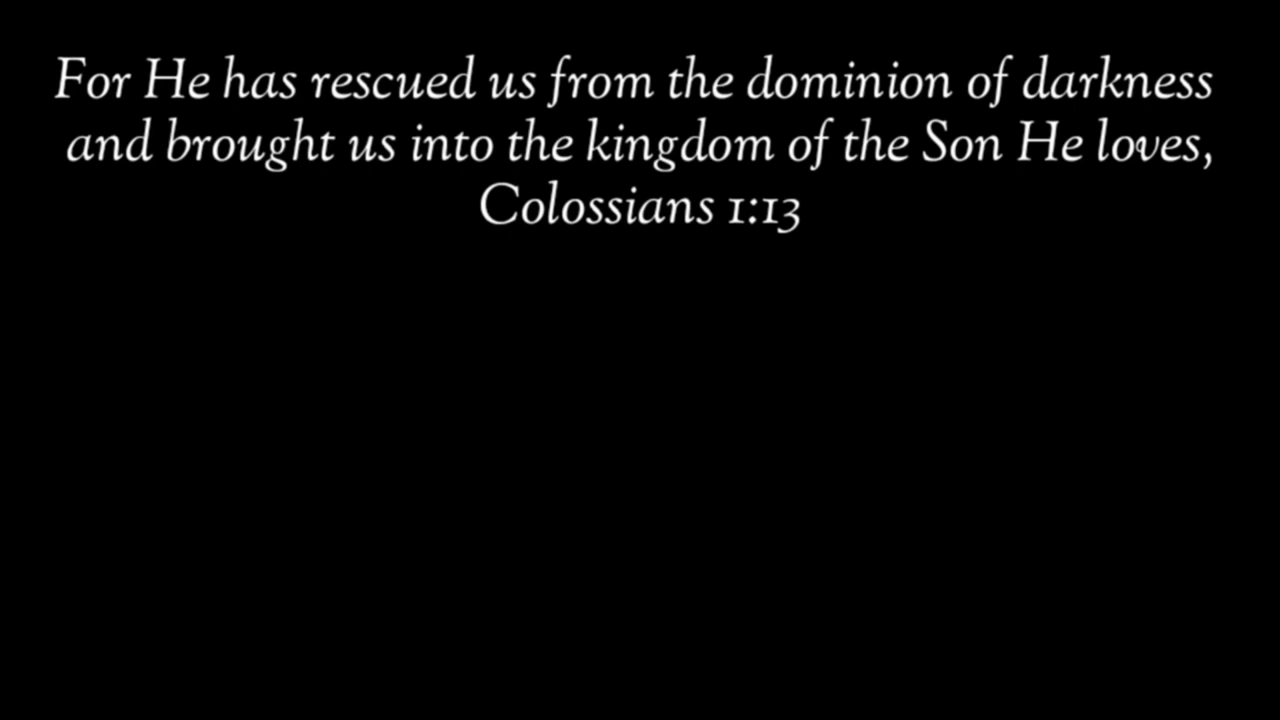 For He has rescued us from the dominion of darkness
and brought us into the kingdom of the Son He loves,
Colossians 1:13